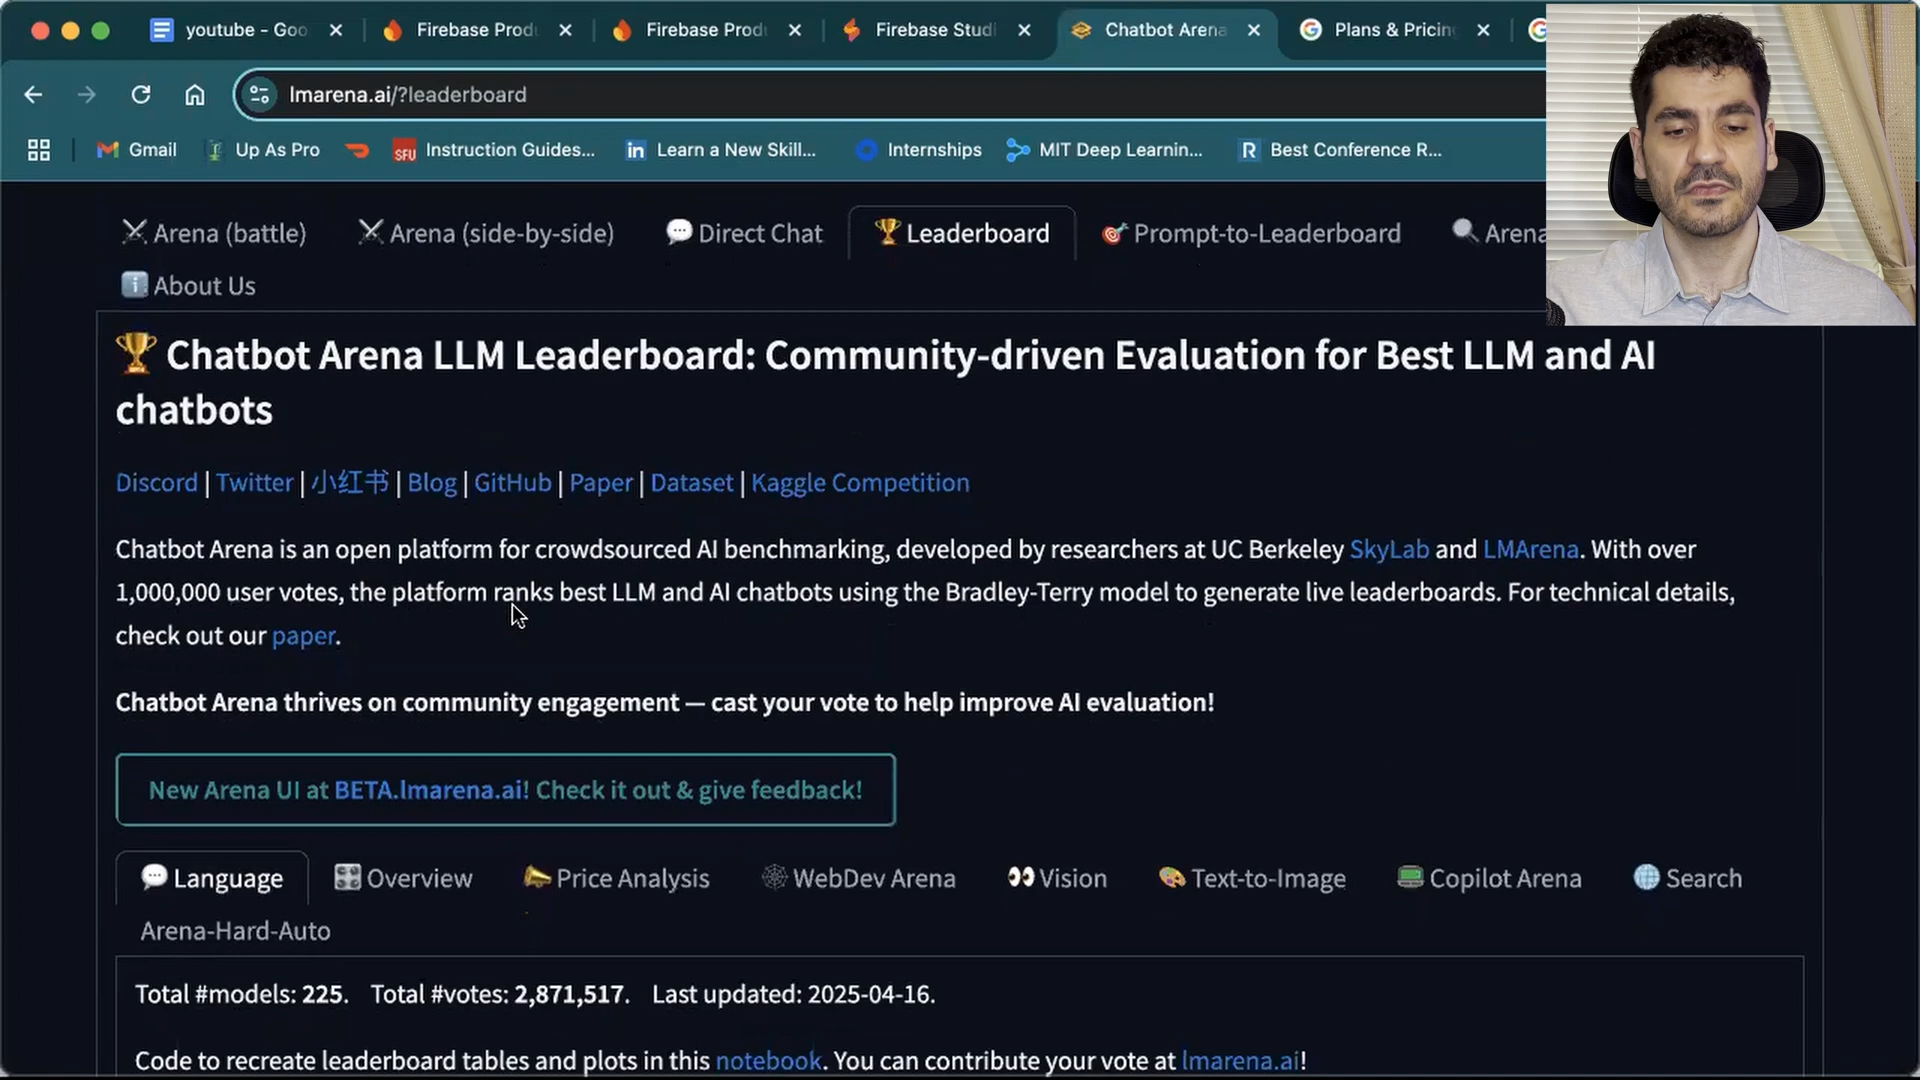 youtube - Goo
Firebase Prod
Firebase Prod
Firebase Studi
Chatbot Arena
Plans & Pricing
lmarena.ai/?leaderboard
Gmail
Up As Pro
SFU Instruction Guides...
in Learn a New Skill...
Internships
MIT Deep Learnin...
R Best Conference R...
Arena (battle)
Arena (side-by-side)
Direct Chat
Leaderboard
Prompt-to-Leaderboard
Arena
About Us
Chatbot Arena LLM Leaderboard: Community-driven Evaluation for Best LLM and AI
chatbots
Discord | Twitter | 小红书 | Blog | GitHub | Paper | Dataset | Kaggle Competition
Chatbot Arena is an open platform for crowdsourced AI benchmarking, developed by researchers at UC Berkeley SkyLab and LMArena. With over
1,000,000 user votes, the platform ranks best LLM and AI chatbots using the Bradley-Terry model to generate live leaderboards. For technical details,
check out our paper.
Chatbot Arena thrives on community engagement — cast your vote to help improve AI evaluation!
New Arena UI at BETA.lmarena.ai! Check it out & give feedback!
Language
Overview
Price Analysis
WebDev Arena
Vision
Text-to-Image
Copilot Arena
Search
Arena-Hard-Auto
Total #models: 225. Total #votes: 2,871,517. Last updated: 2025-04-16.
Code to recreate leaderboard tables and plots in this notebook. You can contribute your vote at lmarena.ai!